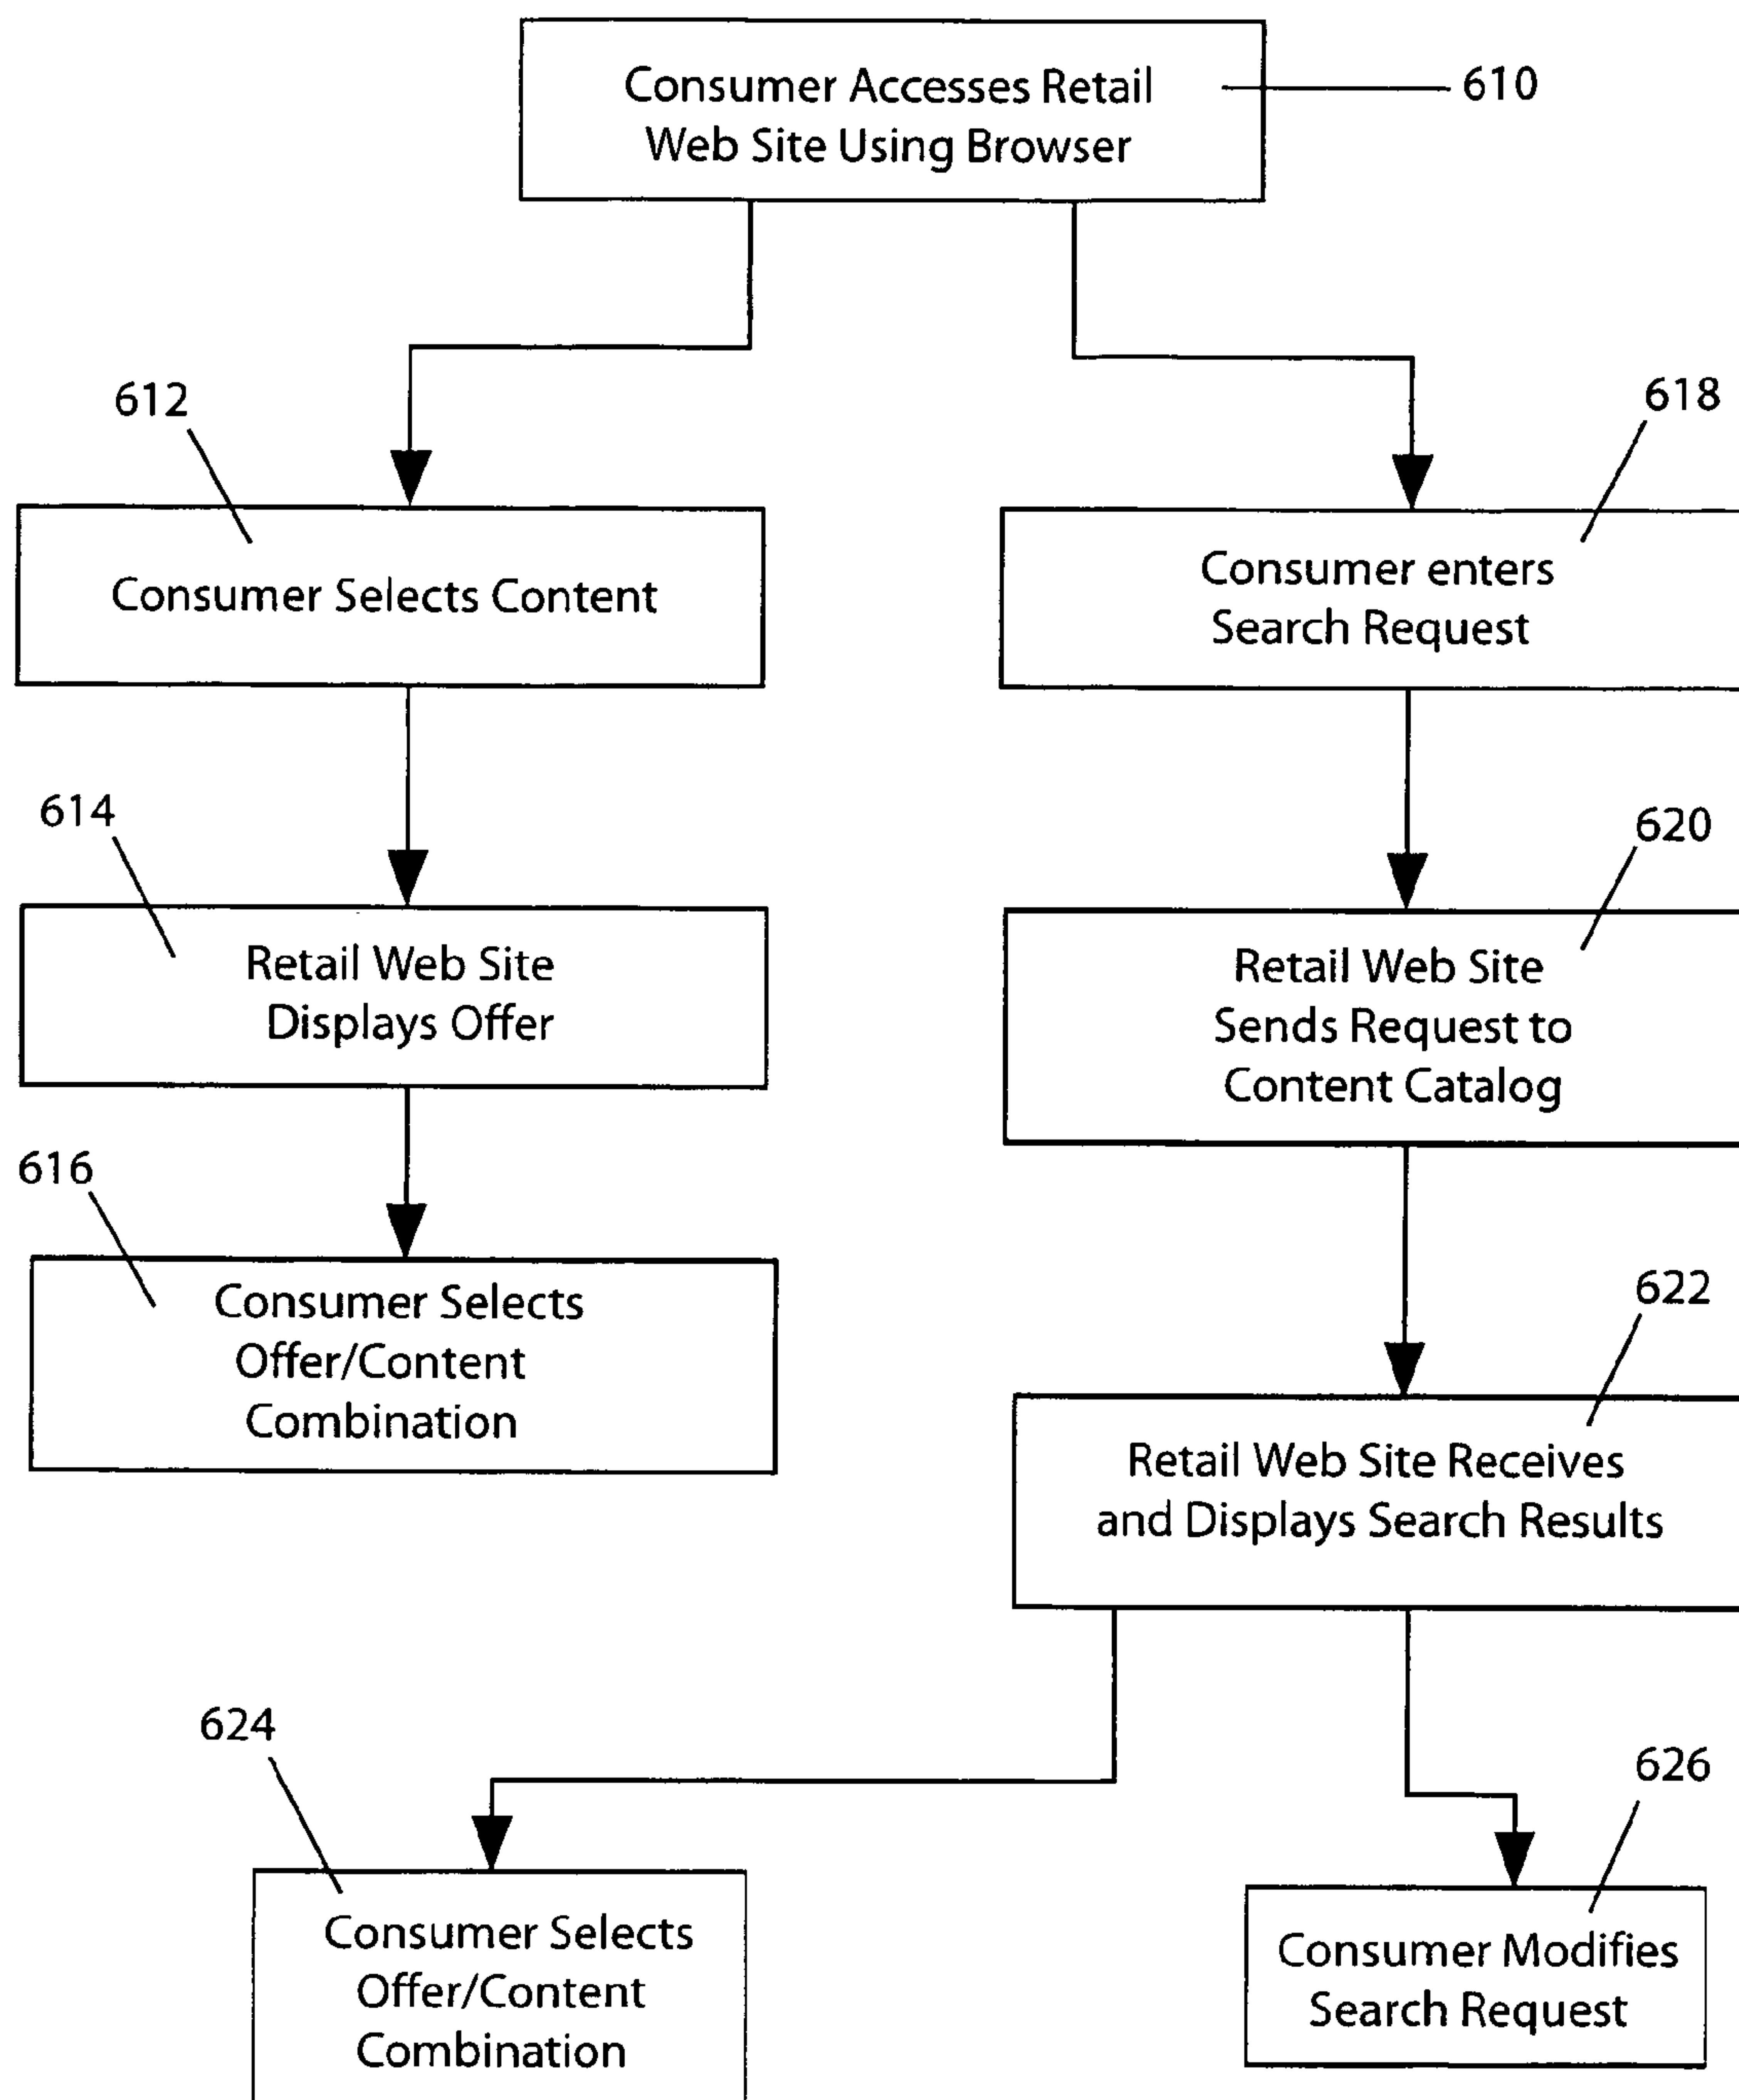 Consumer Accesses Retail
Web Site Using Browser
610
612
Consumer Selects Content
614
Retail Web Site
Displays Offer
616
Consumer Selects
Offer/Content
Combination
618
Consumer enters
Search Request
620
Retail Web Site
Sends Request to
Content Catalog
622
Retail Web Site Receives
and Displays Search Results
624
Consumer Selects
Offer/Content
Combination
626
Consumer Modifies
Search Request